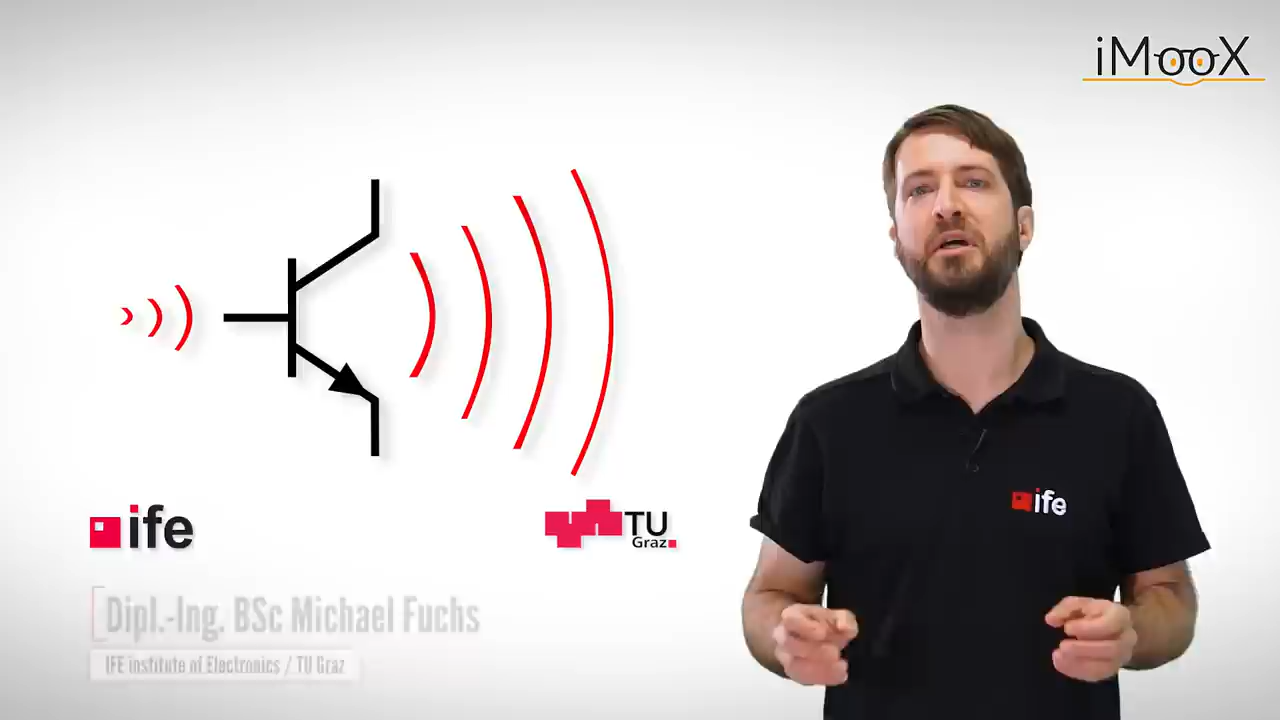 iMooX
ife
ife
TU
Graz
Dipl.-Ing. BSc Michael Fuchs
IFE institute of Electronics / TU Graz